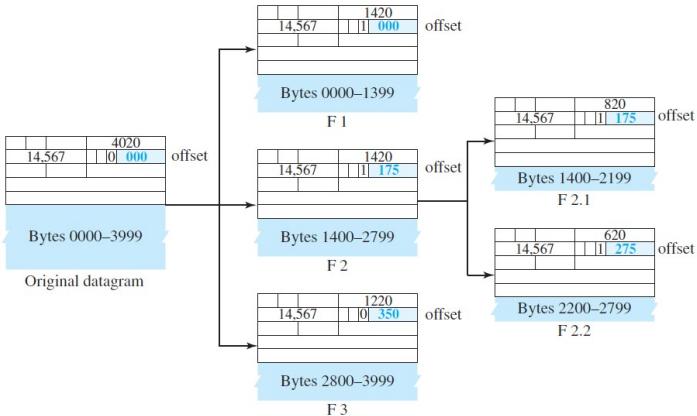 4020
14,567 0 000 offset
Bytes 0000–3999
Original datagram
1420
14,567 1 000 offset
Bytes 0000–1399
F 1
1420
14,567 1 175 offset
Bytes 1400–2799
F 2
1220
14,567 0 350 offset
Bytes 2800–3999
F 3
820
14,567 1 175 offset
Bytes 1400–2199
F 2.1
620
14,567 1 275 offset
Bytes 2200–2799
F 2.2